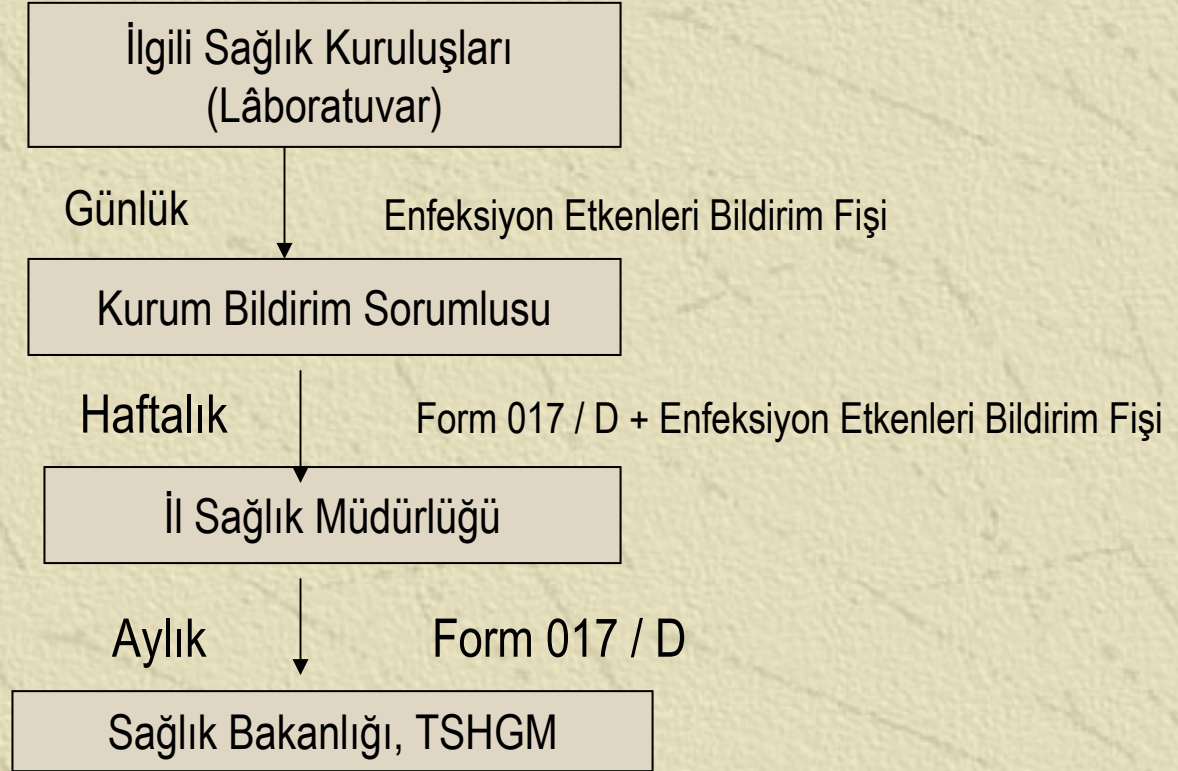 İlgili Sağlık Kuruluşları
(Lâboratuvar)
Günlük
Enfeksiyon Etkenleri Bildirim Fişi
Kurum Bildirim Sorumlusu
Haftalık
Form 017 / D + Enfeksiyon Etkenleri Bildirim Fişi
İl Sağlık Müdürlüğü
Aylık
Form 017 / D
Sağlık Bakanlığı, TSHGM